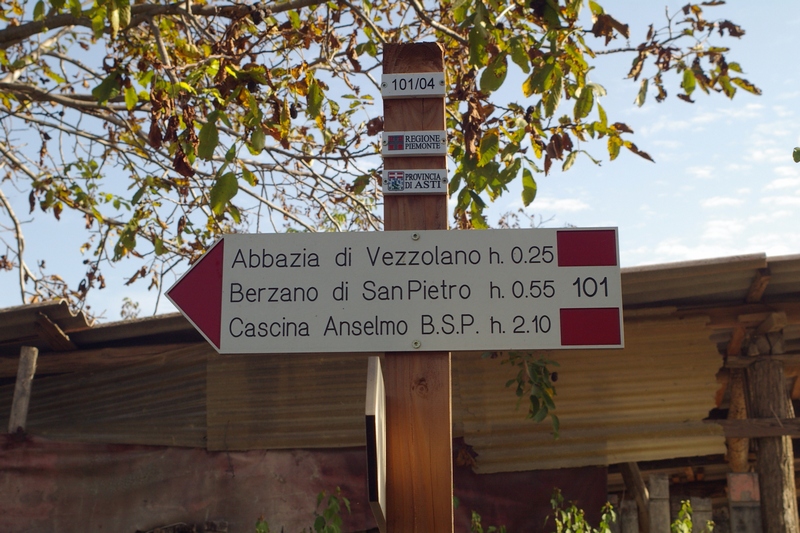 101/04
REGIONE
PIEMONTE
PROVINCIA
DI ASTI
Abbazia di Vezzolano h. 0.25
Berzano di San Pietro h. 0.55 101
Cascina Anselmo B.S.P. h. 2.10